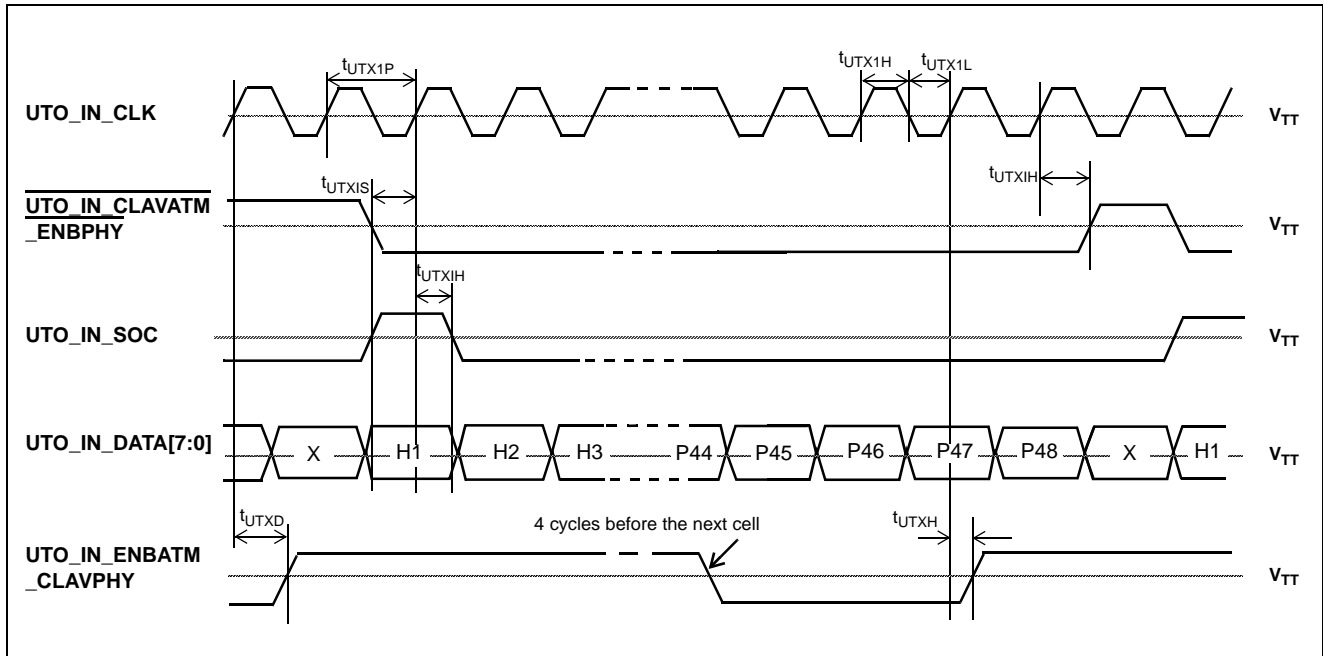 tUTX1P
tUTX1H
tUTX1L
UTO_IN_CLK
VTT
tUTXIS
tUTXIH
UTO_IN_CLAVATM
_ENBPHY
VTT
tUTXIH
UTO_IN_SOC
VTT
UTO_IN_DATA[7:0]
X
H1
H2
H3
P44
P45
P46
P47
P48
X
H1
VTT
tUTXD
4 cycles before the next cell
tUTXH
UTO_IN_ENBATM
_CLAVPHY
VTT